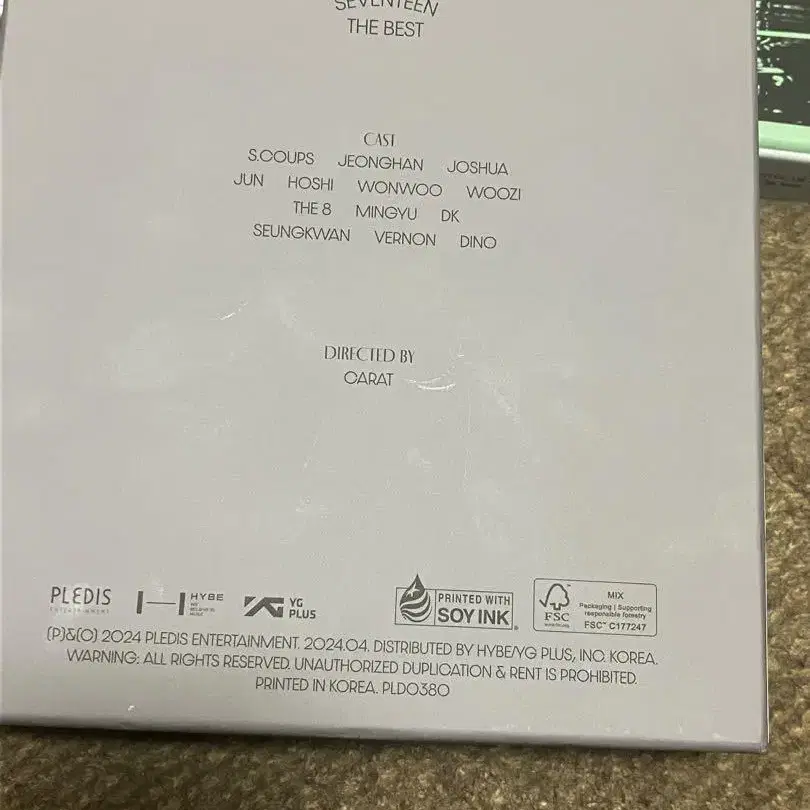 SEVENTEEN
THE BEST
CAST
S.COUPS JEONGHAN JOSHUA
JUN HOSHI WONWOO WOOZI
THE 8 MINGYU DK
SEUNGKWAN VERNON DINO
DIRECTED BY
CARAT
PLEDIS
ENTERTAINMENT
HYBE
YG
PLUS
PRINTED WITH
SOY INK
FSC
MIX
Packaging | Supporting
responsible forestry
FSC™ C177247
(P)&(C) 2024 PLEDIS ENTERTAINMENT. 2024.04. DISTRIBUTED BY HYBE/YG PLUS, INC. KOREA.
WARNING: ALL RIGHTS RESERVED. UNAUTHORIZED DUPLICATION & RENT IS PROHIBITED.
PRINTED IN KOREA. PLD0380